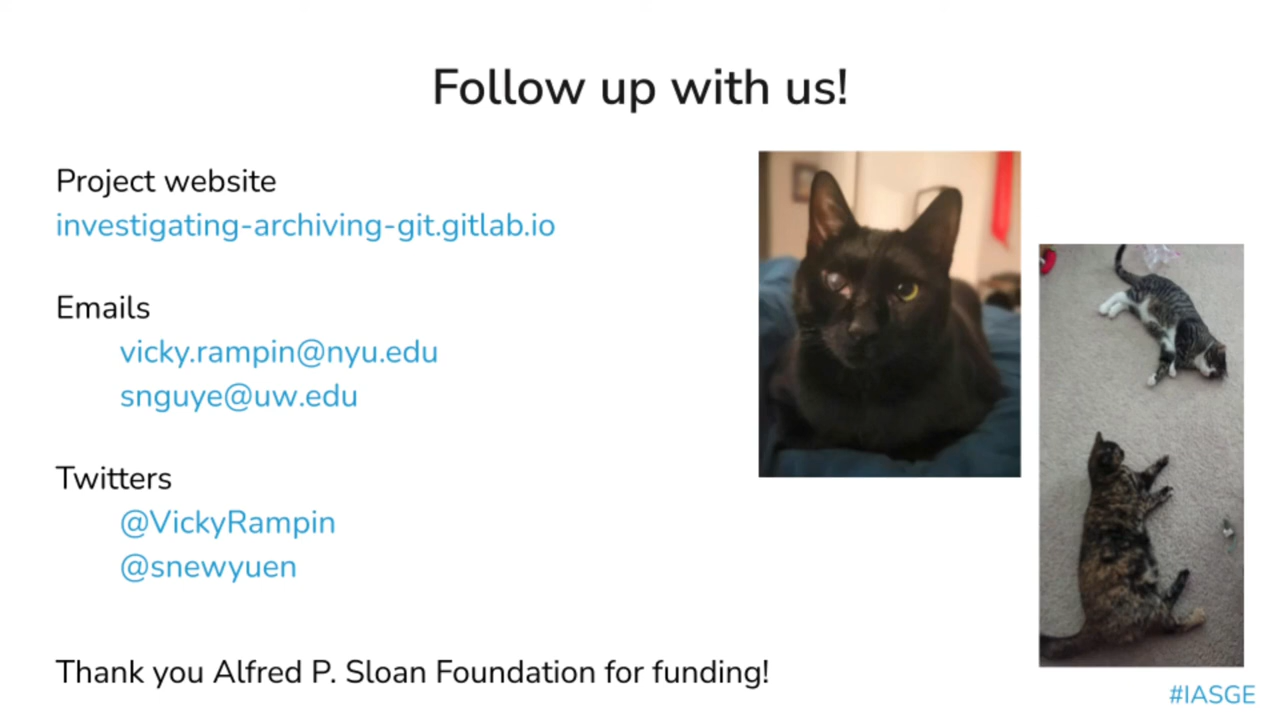 Follow up with us!
Project website
investigating-archiving-git.gitlab.io
Emails
vicky.rampin@nyu.edu
snguye@uw.edu
Twitters
@VickyRampin
@snewyuen
Thank you Alfred P. Sloan Foundation for funding!
#IASGE